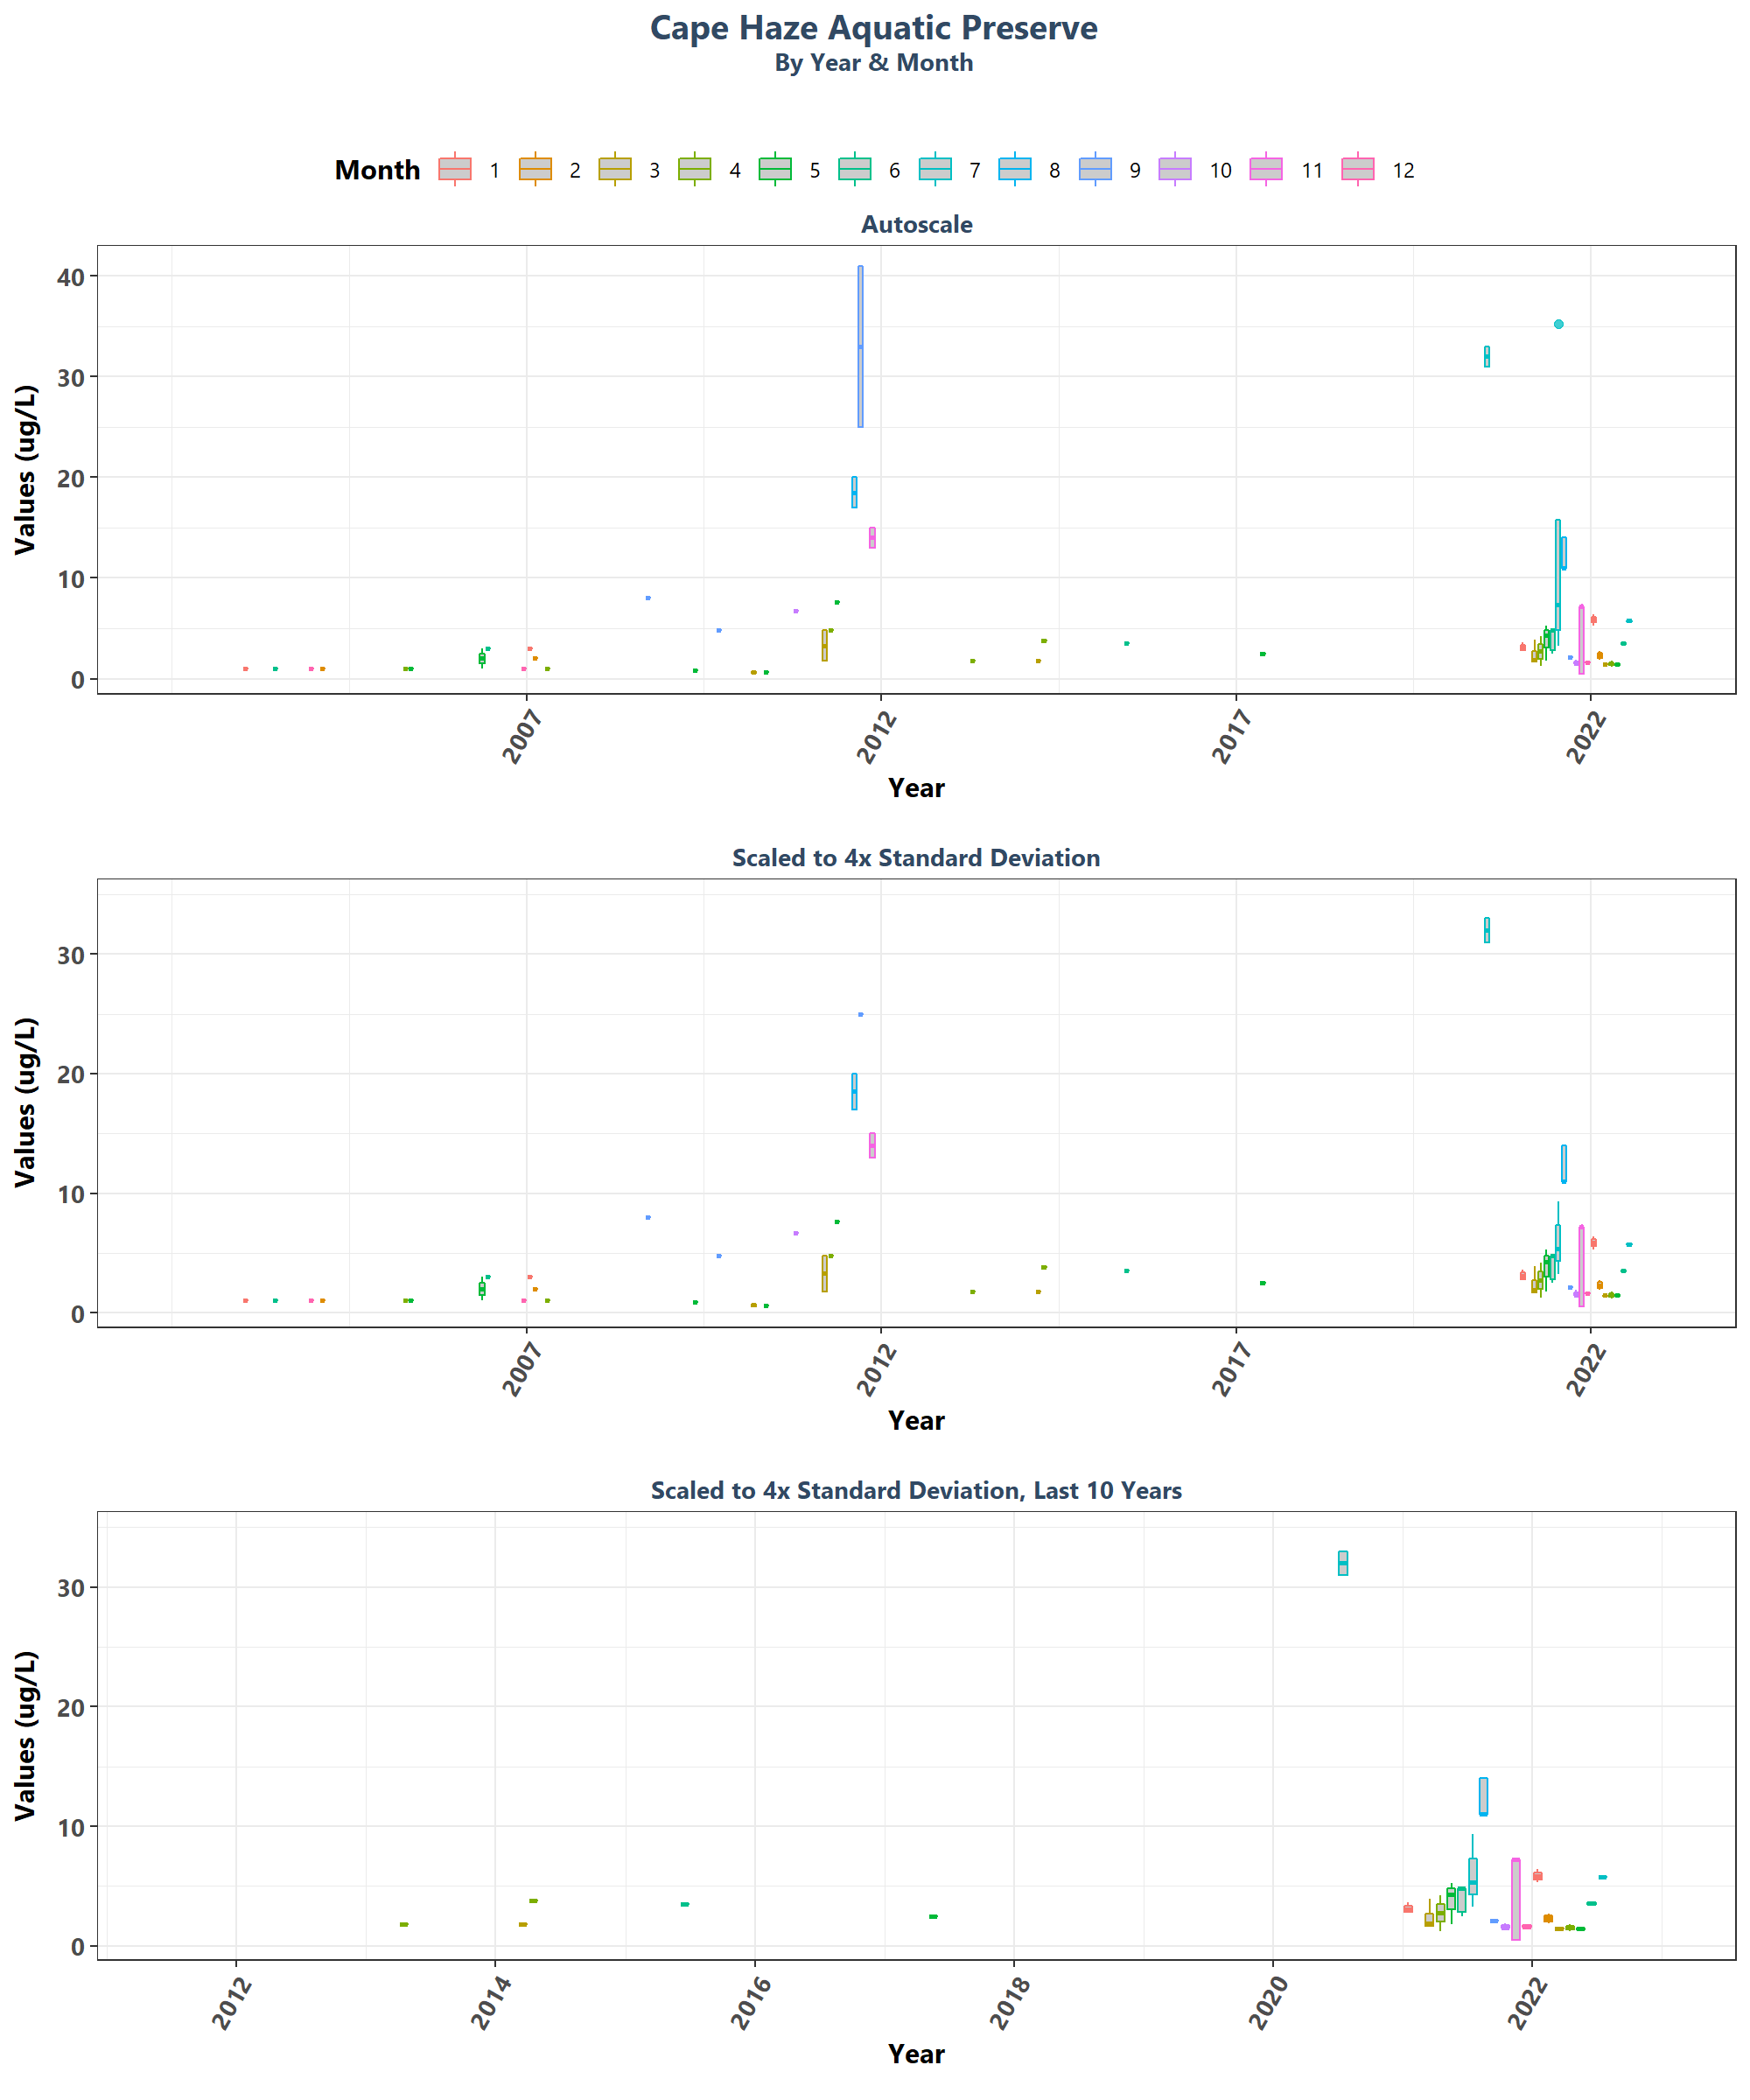 Cape Haze Aquatic Preserve
By Year & Month
Month 1 2 3 4 5 6 7 8 9 10 11 12
Autoscale
Values (ug/L)
40
30
20
10
0
2007 2012 2017 2022
Year
Scaled to 4x Standard Deviation
Values (ug/L)
30
20
10
0
2007 2012 2017 2022
Year
Scaled to 4x Standard Deviation, Last 10 Years
Values (ug/L)
30
20
10
0
2012 2014 2016 2018 2020 2022
Year